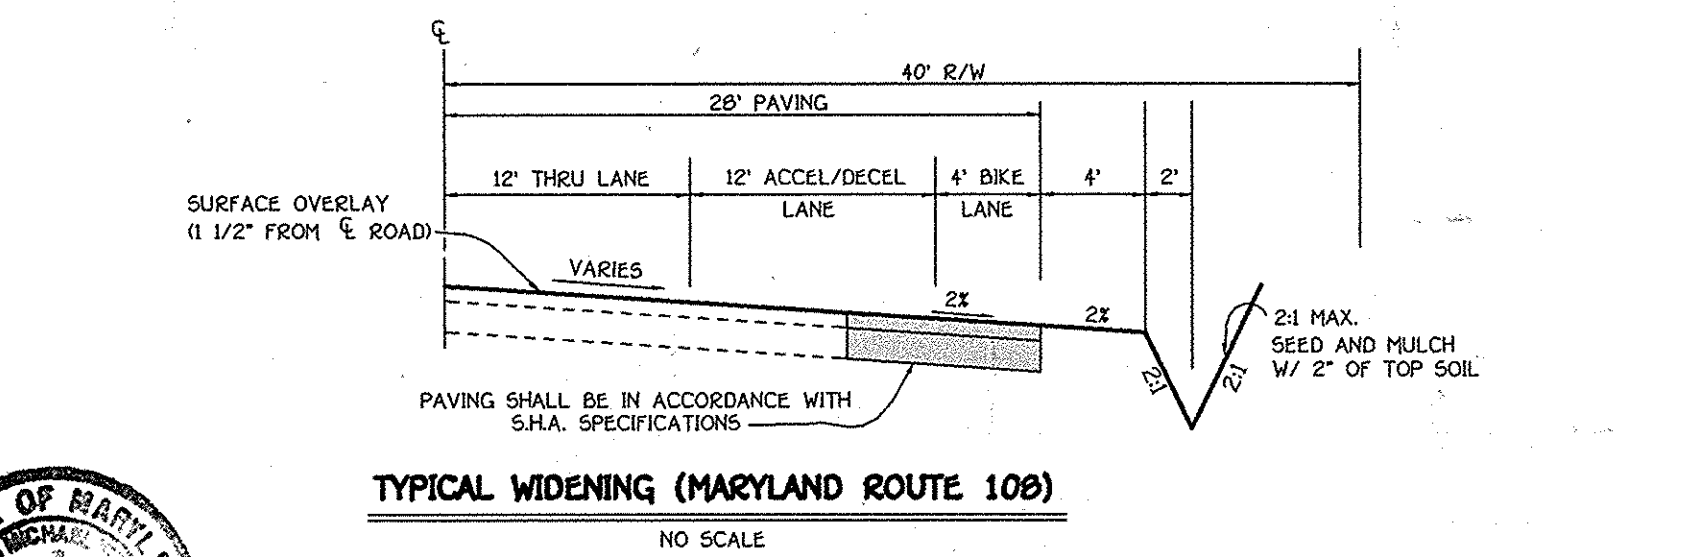 ℄
40' R/W
28' PAVING
12' THRU LANE
12' ACCEL/DECEL
LANE
4' BIKE
LANE
4'
2'
SURFACE OVERLAY
(1 1/2" FROM ℄ ROAD)
VARIES
2%
2%
2:1
2:1
2:1 MAX.
SEED AND MULCH
W/ 2" OF TOP SOIL
PAVING SHALL BE IN ACCORDANCE WITH
S.H.A. SPECIFICATIONS
TYPICAL WIDENING (MARYLAND ROUTE 108)
NO SCALE
OF MARYL
MICHAEL